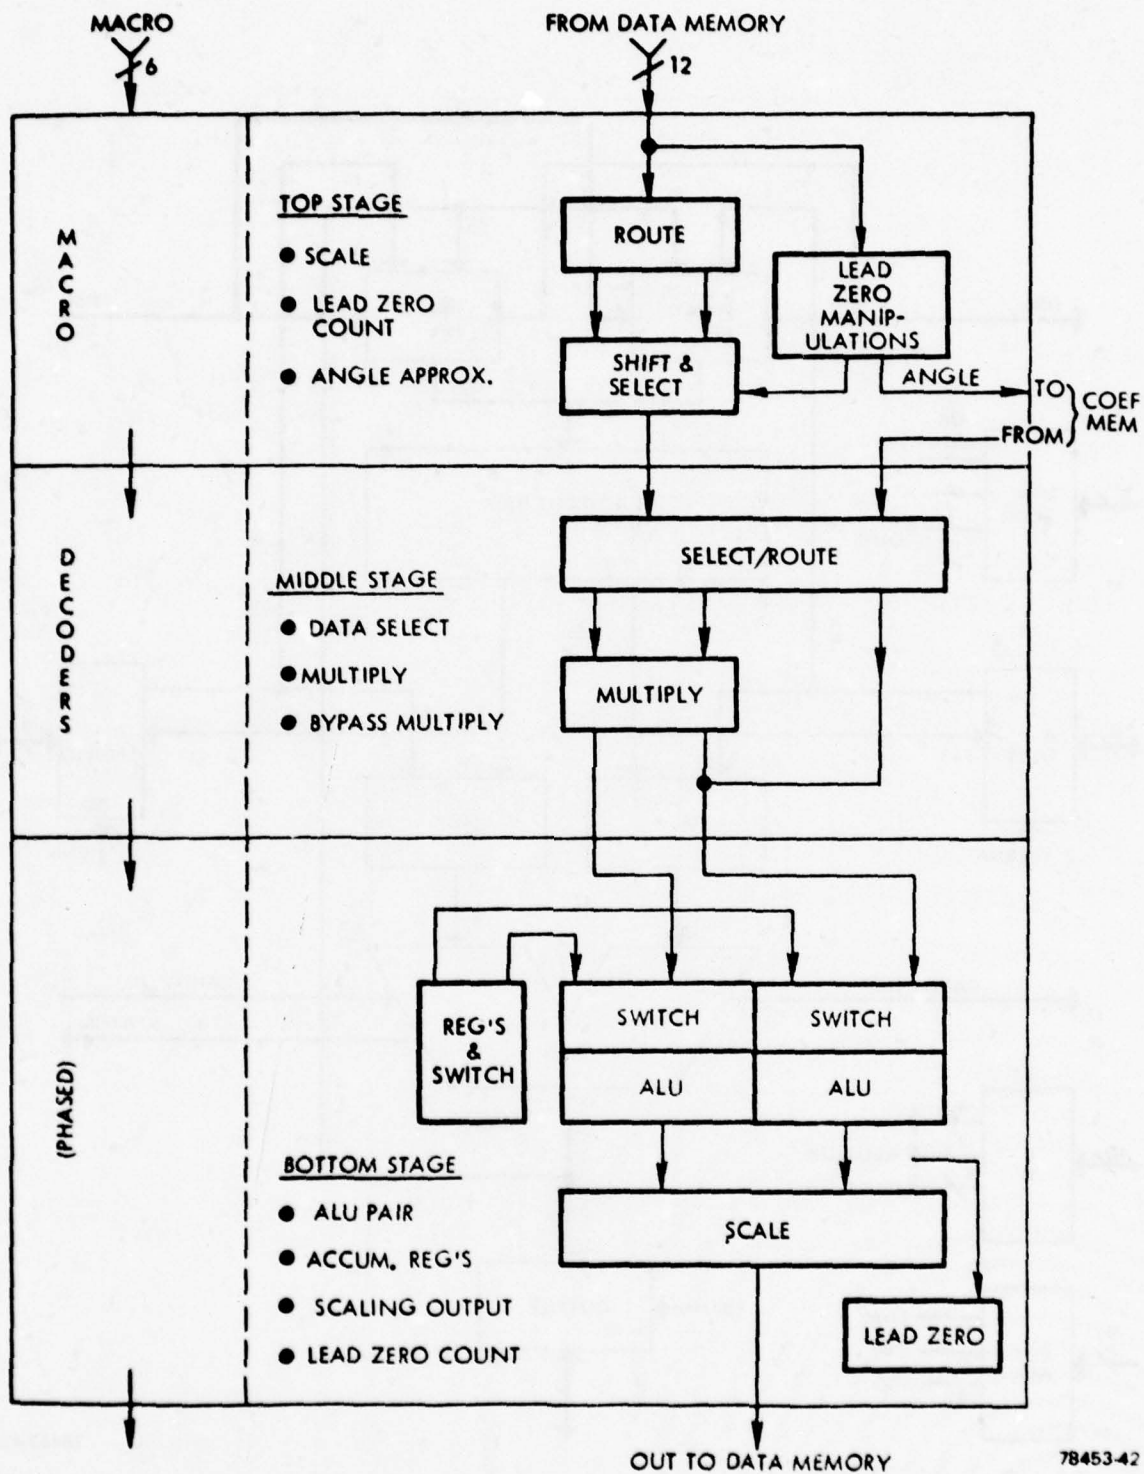 MACRO
FROM DATA MEMORY
6
12
MACRO
TOP STAGE
● SCALE
● LEAD ZERO
COUNT
● ANGLE APPROX.
ROUTE
LEAD
ZERO
MANIP-
ULATIONS
SHIFT &
SELECT
ANGLE
TO
FROM
COEF
MEM
DECODERS
MIDDLE STAGE
● DATA SELECT
● MULTIPLY
● BYPASS MULTIPLY
SELECT/ROUTE
MULTIPLY
(PHASED)
REG'S
&
SWITCH
SWITCH
SWITCH
ALU
ALU
BOTTOM STAGE
● ALU PAIR
● ACCUM. REG'S
● SCALING OUTPUT
● LEAD ZERO COUNT
SCALE
LEAD ZERO
OUT TO DATA MEMORY
78453-42